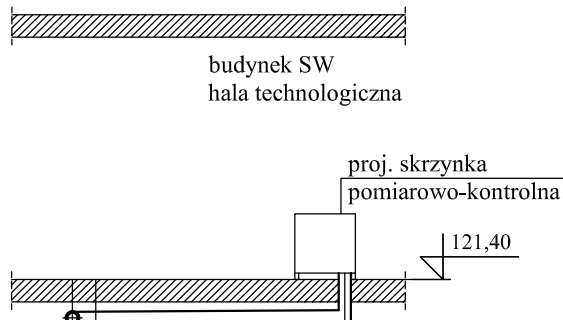 budynek SW
hala technologiczna
proj. skrzynka
pomiarowo-kontrolna
121,40